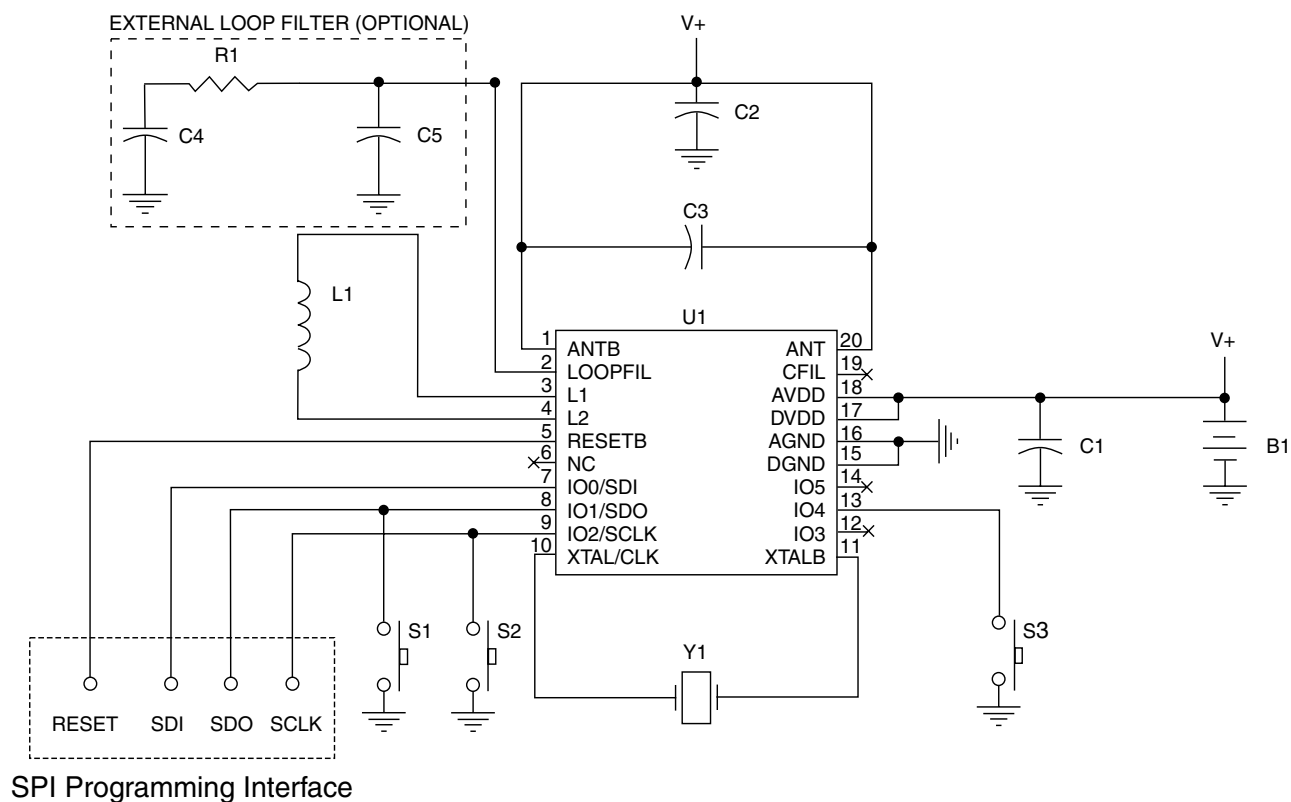 EXTERNAL LOOP FILTER (OPTIONAL)
V+
R1
C4
C5
C2
C3
L1
U1
1 ANTB ANT 20
2 LOOPFIL CFIL 19
3 L1 AVDD 18
4 L2 DVDD 17
5 RESETB AGND 16
6 NC DGND 15
7 IO0/SDI IO5 14
8 IO1/SDO IO4 13
9 IO2/SCLK IO3 12
10 XTAL/CLK XTALB 11
V+
C1
B1
S1
S2
S3
Y1
RESET SDI SDO SCLK
SPI Programming Interface